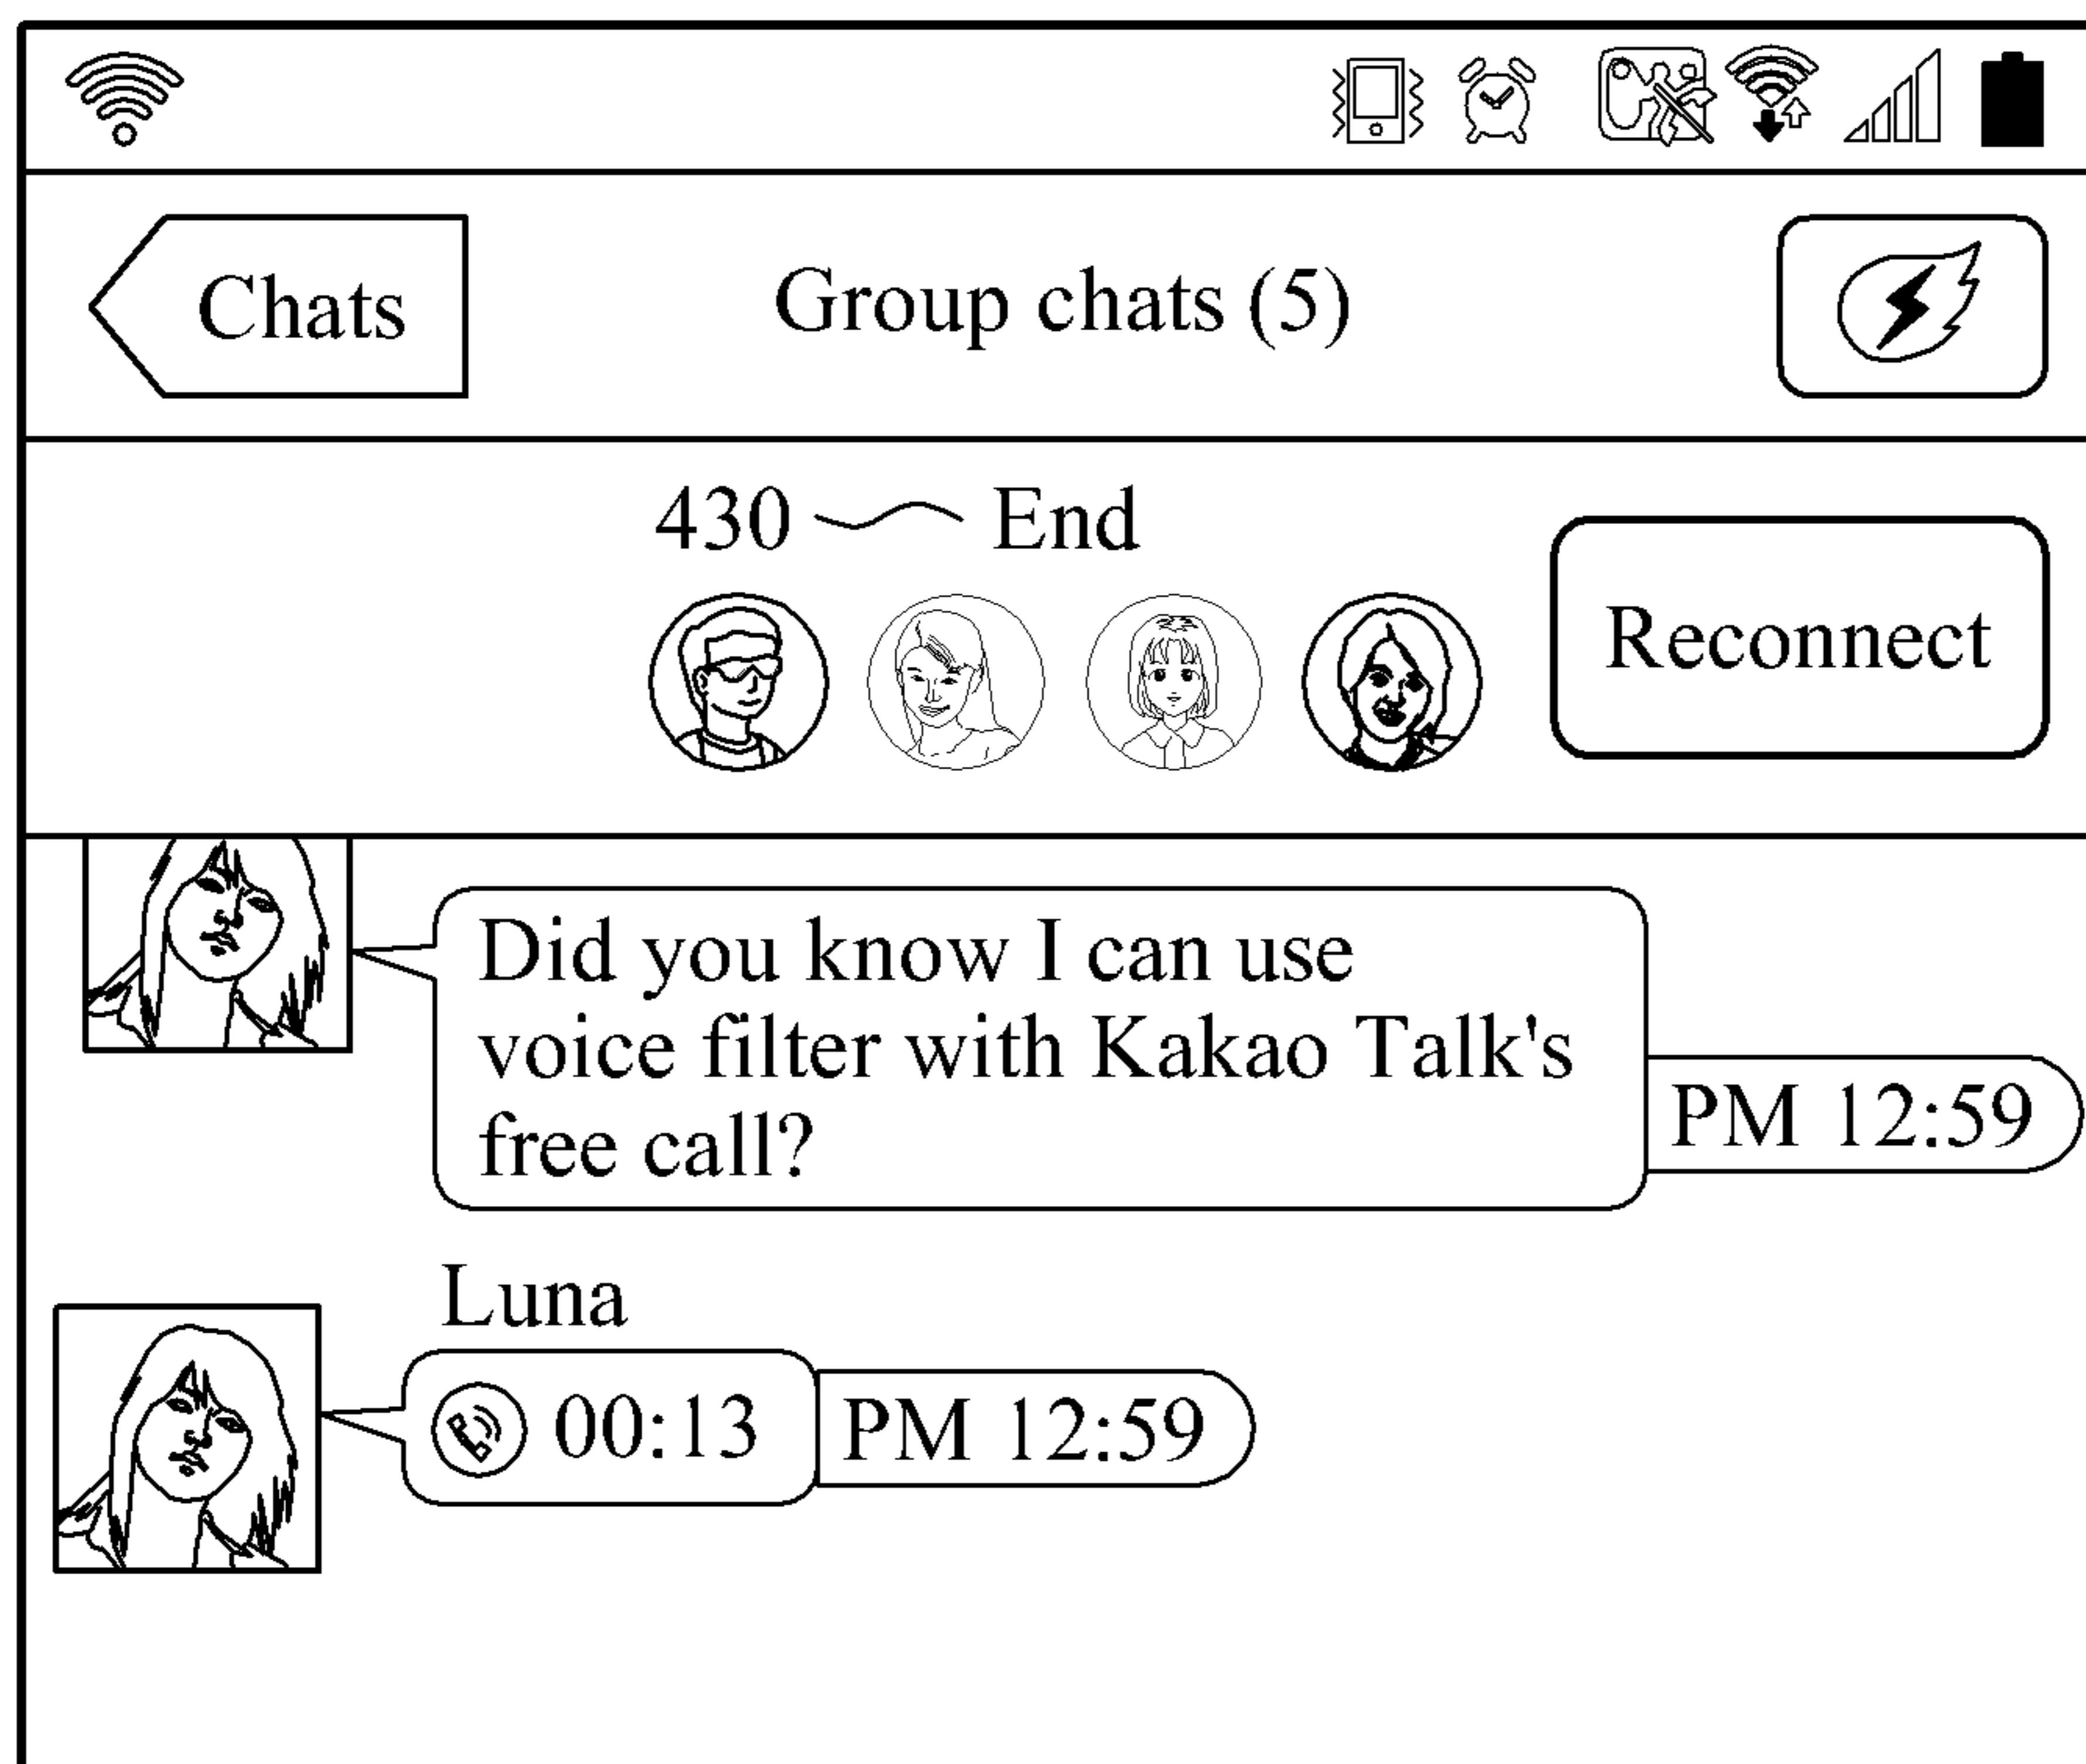 Chats
Group chats (5)
430 End
Reconnect
Did you know I can use
voice filter with Kakao Talk's
free call?
PM 12:59
Luna
00:13
PM 12:59